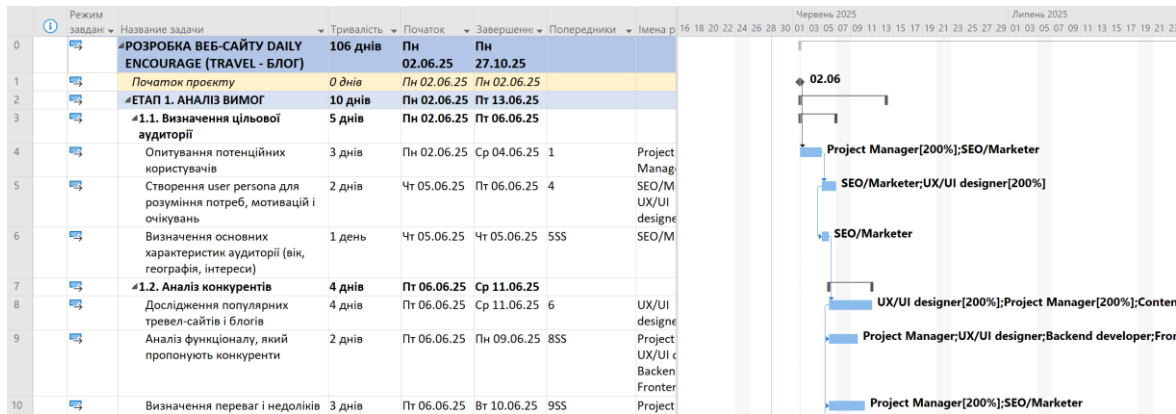 Режим
завдань Назва задачі Тривалість Початок Завершення Попередники Імена р
Червень 2025 Липень 2025
16 18 20 22 24 26 28 30 01 03 05 07 09 11 13 15 17 19 21 23 25 27 29 01 03 05 07 09 11 13 15 17 19 21 23
0 РОЗРОБКА ВЕБ-САЙТУ DAILY 106 днів Пн Пн
ENCOURAGE (TRAVEL - БЛОГ) 02.06.25 27.10.25
1 Початок проєкту 0 днів Пн 02.06.25 Пн 02.06.25
02.06
2 ЕТАП 1. АНАЛІЗ ВИМОГ 10 днів Пн 02.06.25 Пт 13.06.25
3 1.1. Визначення цільової 5 днів Пн 02.06.25 Пт 06.06.25
аудиторії
4 Опитування потенційних 3 днів Пн 02.06.25 Ср 04.06.25 1 Project
користувачів Manag
Project Manager[200%];SEO/Marketer
5 Створення user persona для 2 днів Чт 05.06.25 Пт 06.06.25 4 SEO/M
розуміння потреб, мотивацій і UX/UI
очікувань designe
SEO/Marketer;UX/UI designer[200%]
6 Визначення основних 1 день Чт 05.06.25 Чт 05.06.25 5SS SEO/M
характеристик аудиторії (вік,
географія, інтереси)
SEO/Marketer
7 1.2. Аналіз конкурентів 4 днів Пт 06.06.25 Ср 11.06.25
8 Дослідження популярних 4 днів Пт 06.06.25 Ср 11.06.25 6 UX/UI
тревел-сайтів і блогів designe
UX/UI designer[200%];Project Manager[200%];Conten
9 Аналіз функціоналу, який 2 днів Пт 06.06.25 Пн 09.06.25 8SS Project
пропонують конкуренти UX/UI d
Backen
Fronter
Project Manager;UX/UI designer;Backend developer;Fror
10 Визначення переваг і недоліків 3 днів Пт 06.06.25 Вт 10.06.25 9SS Project
Project Manager[200%];SEO/Marketer